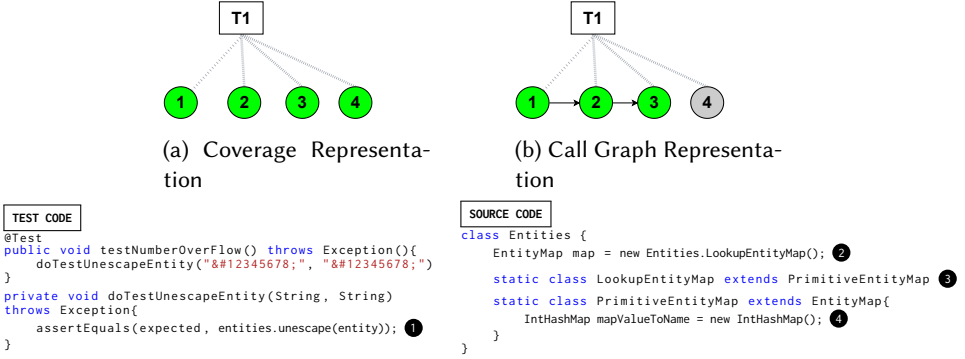 T1
1 2 3 4
(a) Coverage Representa-
tion
T1
1 2 3 4
(b) Call Graph Representa-
tion
TEST CODE
@Test
public void testNumberOverFlow() throws Exception(){
doTestUnescapeEntity("&#12345678;", "&#12345678;")
}
private void doTestUnescapeEntity(String, String)
throws Exception{
assertEquals(expected, entities.unescape(entity)); 1
}
SOURCE CODE
class Entities {
EntityMap map = new Entities.LookupEntityMap(); 2
static class LookupEntityMap extends PrimitiveEntityMap 3
static class PrimitiveEntityMap extends EntityMap{
IntHashMap mapValueToName = new IntHashMap(); 4
}
}